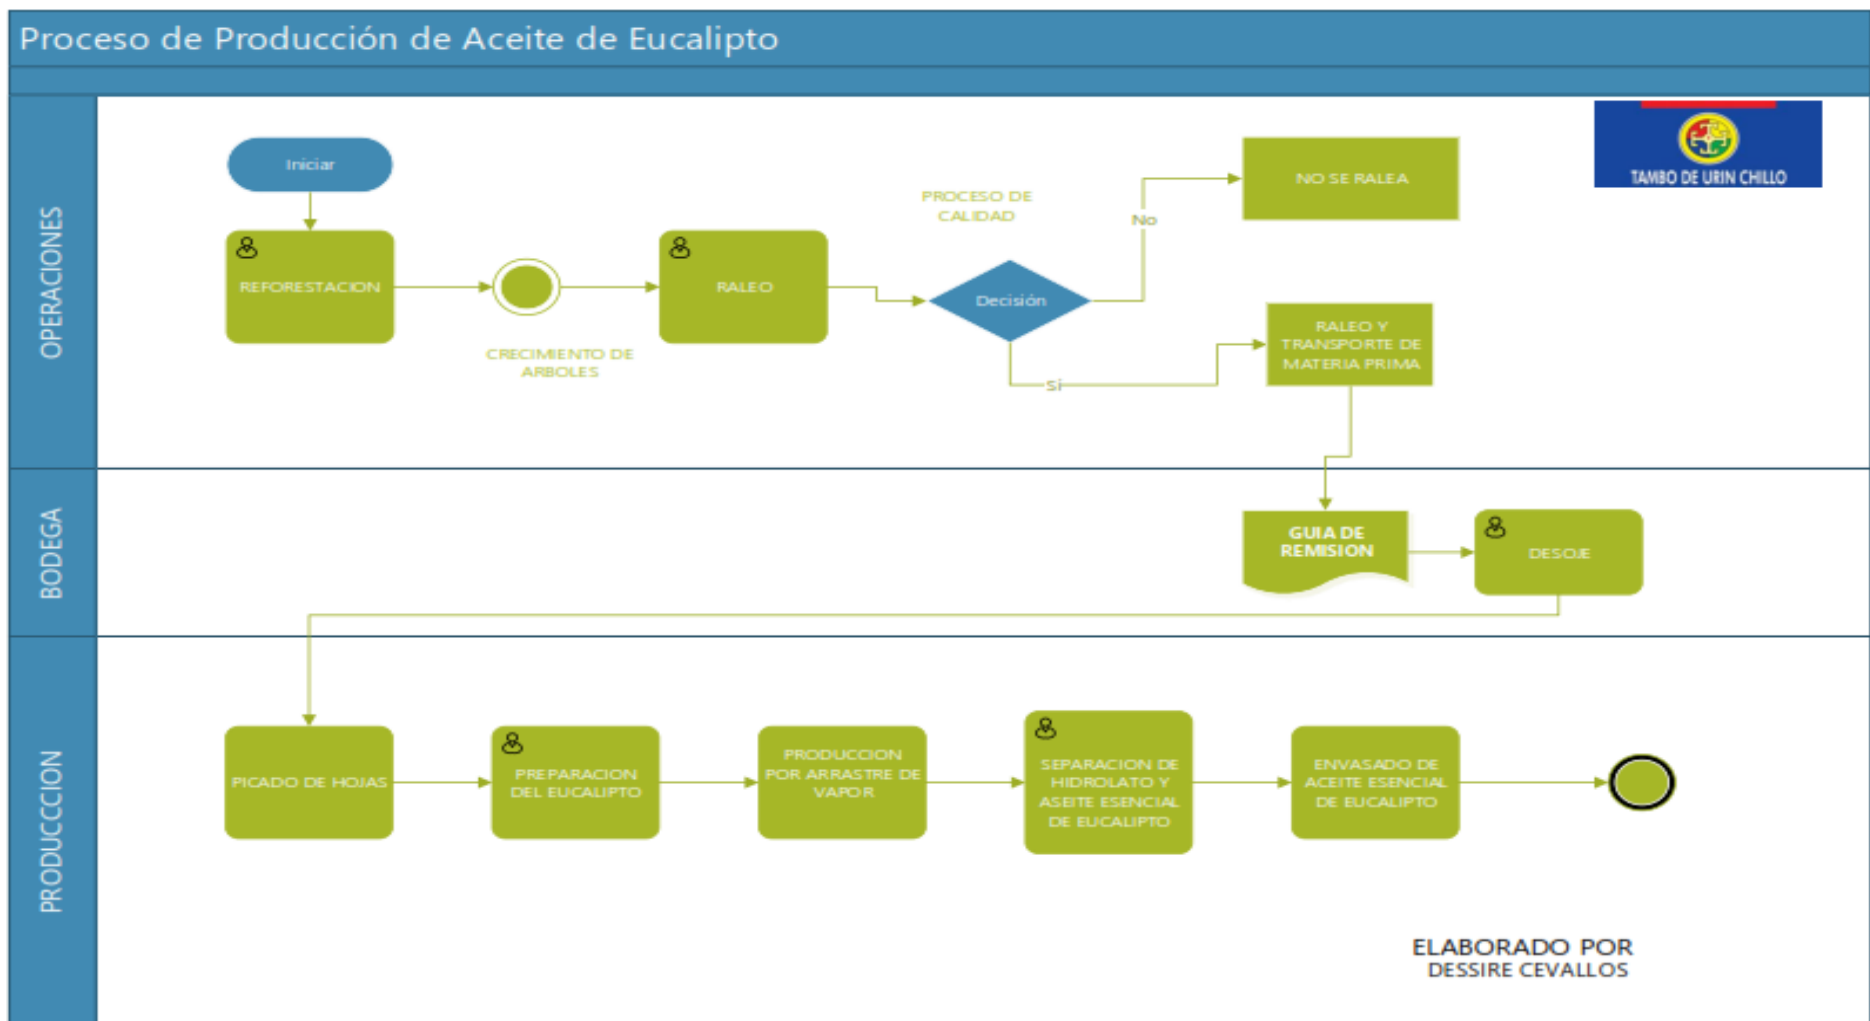 Proceso de Producción de Aceite de Eucalipto
OPERACIONES
Iniciar
REFORESTACION
CRECIMIENTO DE
ARBOLES
RALEO
PROCESO DE
CALIDAD
Decisión
No
NO SE RALEA
Sí
RALEO Y
TRANSPORTE DE
MATERIA PRIMA
TAMBO DE URIN CHILLO
BODEGA
GUIA DE
REMISION
DESOJE
PRODUCCION
PICADO DE HOJAS
PREPARACION
DEL EUCALIPTO
PRODUCCION
POR ARRASTRE DE
VAPOR
SEPARACION DE
HIDROLATO Y
ASEITE ESENCIAL
DE EUCALIPTO
ENVASADO DE
ACEITE ESENCIAL
DE EUCALIPTO
ELABORADO POR
DESSIRE CEVALLOS